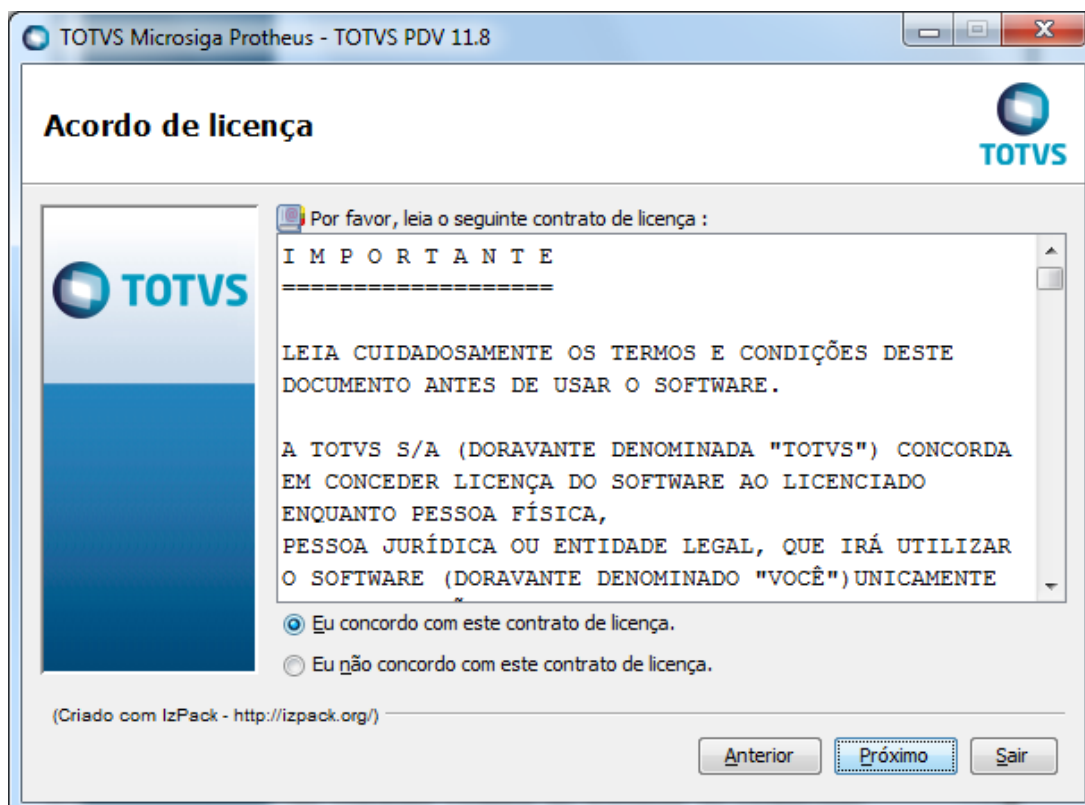 TOTVS Microsiga Protheus - TOTVS PDV 11.8
Acordo de licença
TOTVS
Por favor, leia o seguinte contrato de licença :
TOTVS
I M P O R T A N T E
===================
LEIA CUIDADOSAMENTE OS TERMOS E CONDIÇÕES DESTE
DOCUMENTO ANTES DE USAR O SOFTWARE.
A TOTVS S/A (DORAVANTE DENOMINADA "TOTVS") CONCORDA
EM CONCEDER LICENÇA DO SOFTWARE AO LICENCIADO
ENQUANTO PESSOA FÍSICA,
PESSOA JURÍDICA OU ENTIDADE LEGAL, QUE IRÁ UTILIZAR
O SOFTWARE (DORAVANTE DENOMINADO "VOCÊ")UNICAMENTE
Eu concordo com este contrato de licença.
Eu não concordo com este contrato de licença.
(Criado com IzPack - http://izpack.org/)
Anterior
Próximo
Sair